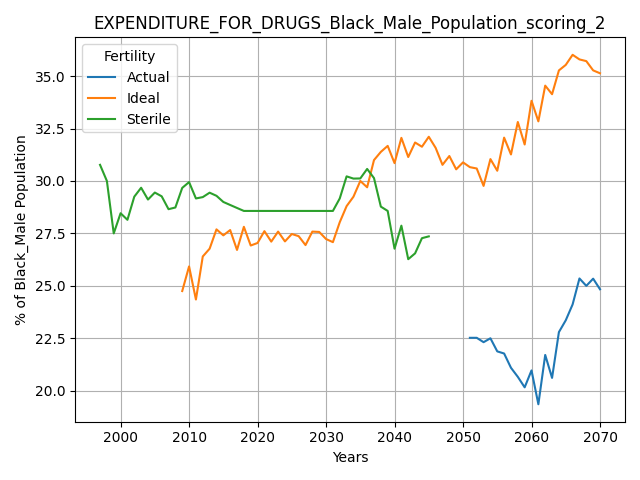 EXPENDITURE_FOR_DRUGS_Black_Male_Population_scoring_2
Fertility
Actual
Ideal
Sterile
% of Black_Male Population
35.0
32.5
30.0
27.5
25.0
22.5
20.0
2000 2010 2020 2030 2040 2050 2060 2070
Years